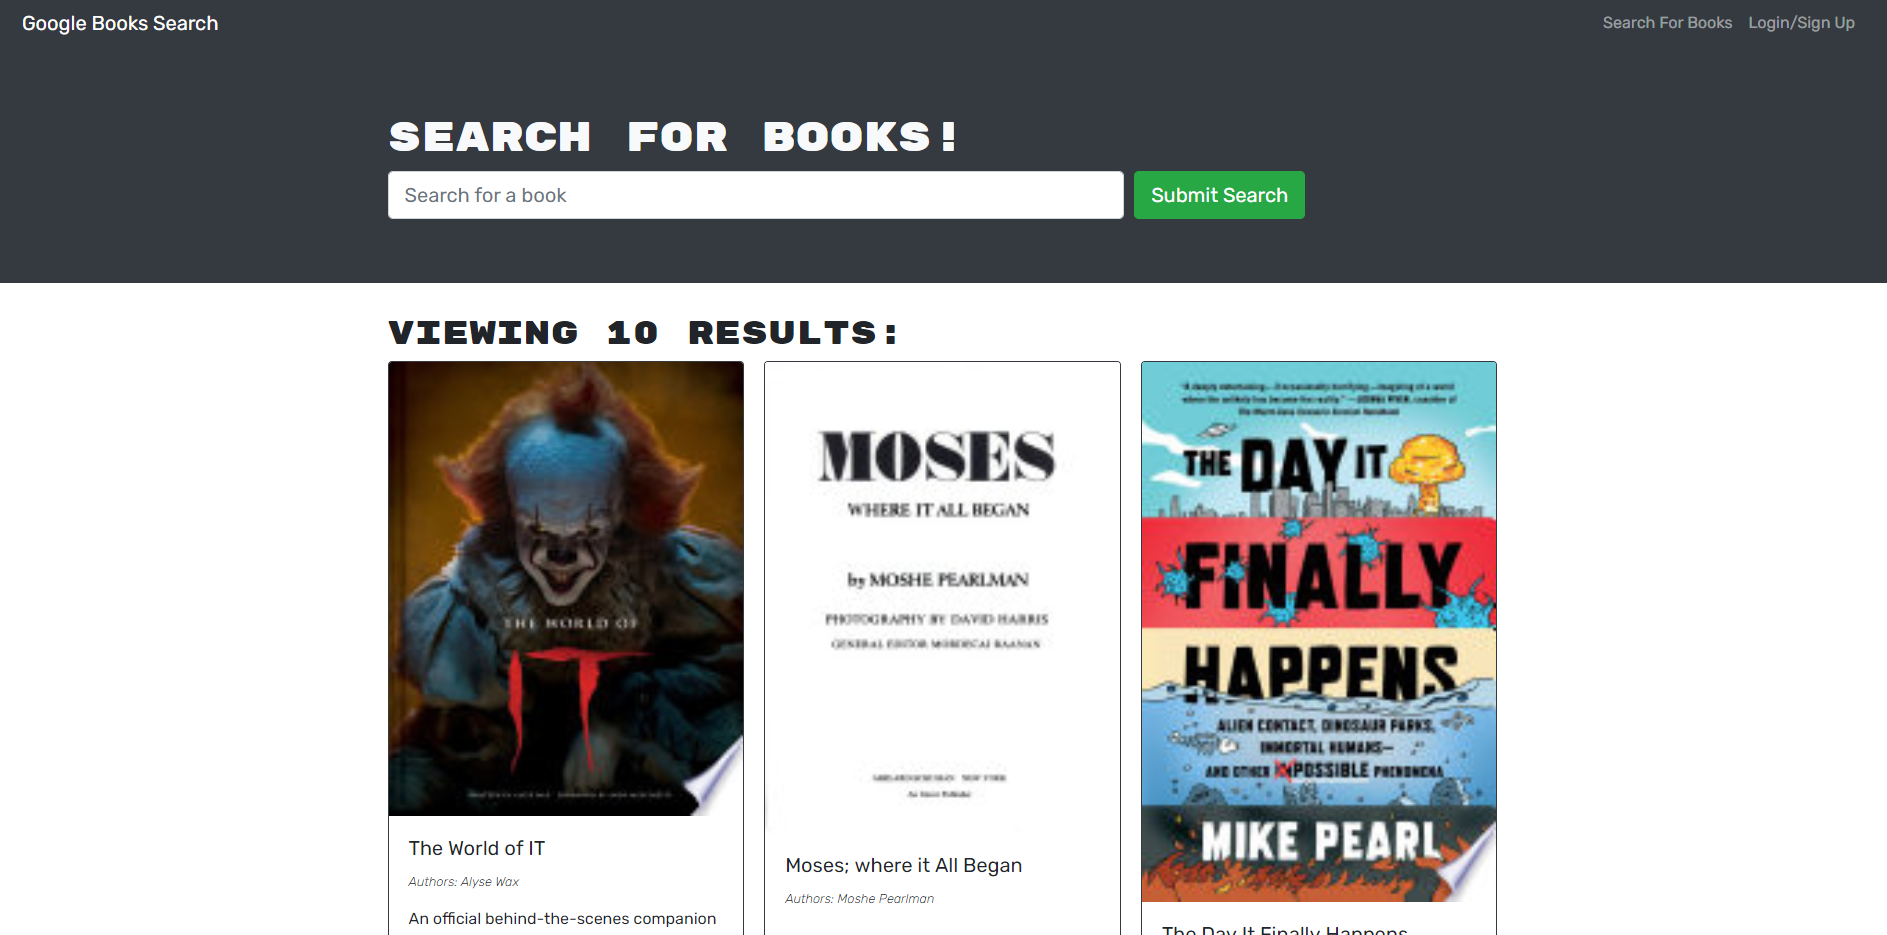 Google Books Search
Search For Books Login/Sign Up
SEARCH FOR BOOKS!
Search for a book
Submit Search
VIEWING 10 RESULTS:
THE WORLD OF
IT
The World of IT
Authors: Alyse Wax
An official behind-the-scenes companion
MOSES
WHERE IT ALL BEGAN
by MOSHE PEARLMAN
PHOTOGRAPHY BY DAVID HARRIS
GENERAL EDITOR MORDECAI RAANAN
Moses; where it All Began
Authors: Moshe Pearlman
THE DAY IT
FINALLY
HAPPENS
ALIEN CONTACT, DINOSAUR PARKS,
IMMORTAL HUMANS—
AND OTHER IMPOSSIBLE PHENOMENA
MIKE PEARL
The Day It Finally Happens